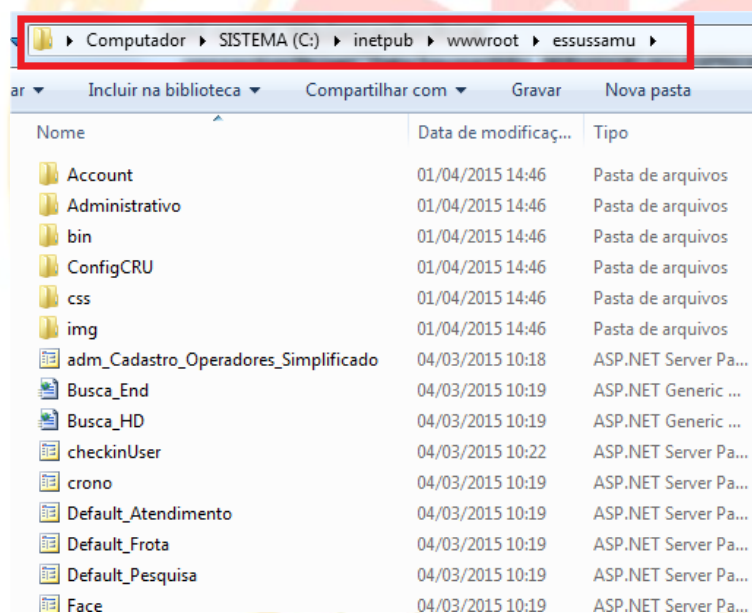 Computador SISTEMA (C:) inetpub wwwroot essussamu
ar Incluir na biblioteca Compartilhar com Gravar Nova pasta
Nome Data de modificaç... Tipo
Account 01/04/2015 14:46 Pasta de arquivos
Administrativo 01/04/2015 14:46 Pasta de arquivos
bin 01/04/2015 14:46 Pasta de arquivos
ConfigCRU 01/04/2015 14:46 Pasta de arquivos
css 01/04/2015 14:46 Pasta de arquivos
img 01/04/2015 14:46 Pasta de arquivos
adm_Cadastro_Operadores_Simplificado 04/03/2015 10:18 ASP.NET Server Pa...
Busca_End 04/03/2015 10:19 ASP.NET Generic ...
Busca_HD 04/03/2015 10:19 ASP.NET Generic ...
checkinUser 04/03/2015 10:22 ASP.NET Server Pa...
crono 04/03/2015 10:19 ASP.NET Server Pa...
Default_Atendimento 04/03/2015 10:19 ASP.NET Server Pa...
Default_Frota 04/03/2015 10:19 ASP.NET Server Pa...
Default_Pesquisa 04/03/2015 10:19 ASP.NET Server Pa...
Face 04/03/2015 10:19 ASP.NET Server Pa...